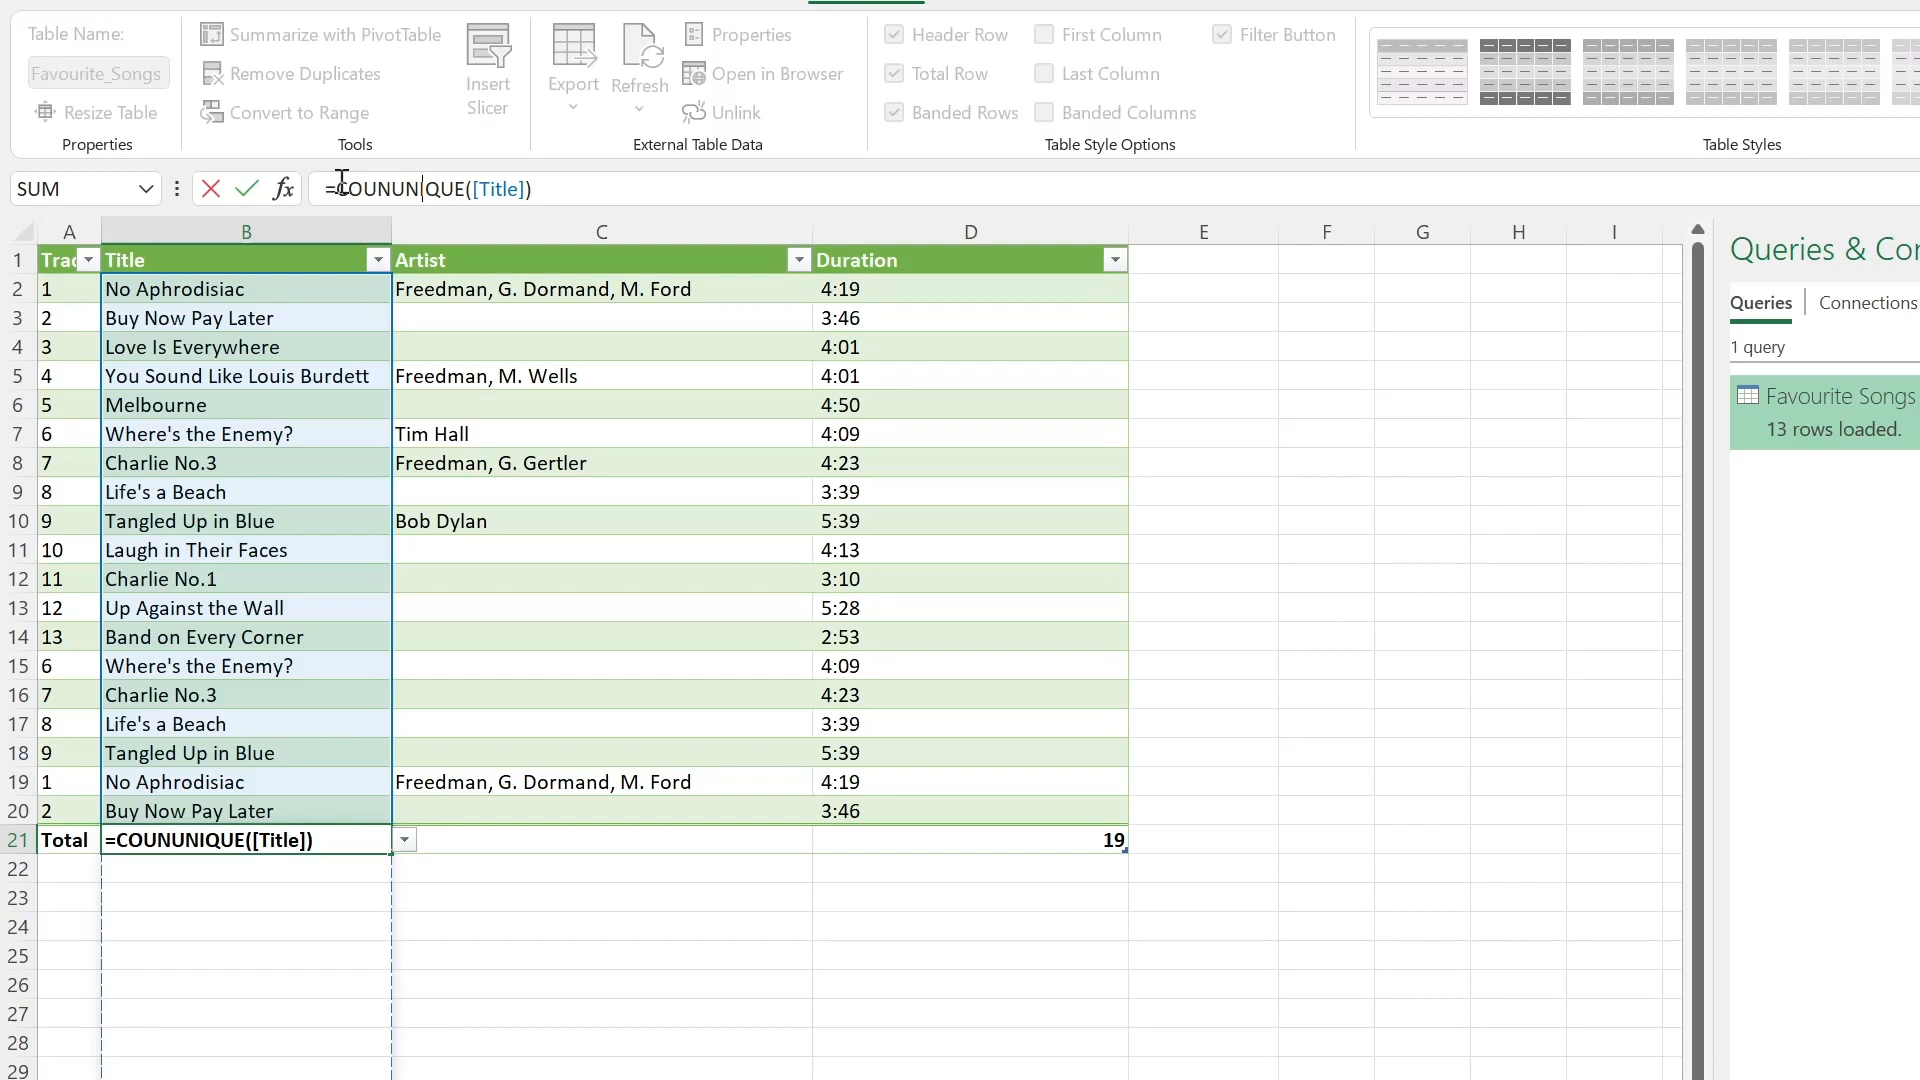 Table Name:
Favourite_Songs
Resize Table
Properties
Summarize with PivotTable
Remove Duplicates
Convert to Range
Tools
Insert
Slicer
Export
Refresh
Properties
Open in Browser
Unlink
External Table Data
Header Row
Total Row
Banded Rows
First Column
Last Column
Banded Columns
Filter Button
Table Style Options
Table Styles
SUM
fx
=COUNUNIQUE([Title])
A B C D E F G H I
1 Trac Title Artist Duration
2 1 No Aphrodisiac Freedman, G. Dormand, M. Ford 4:19
3 2 Buy Now Pay Later 3:46
4 3 Love Is Everywhere 4:01
5 4 You Sound Like Louis Burdett Freedman, M. Wells 4:01
6 5 Melbourne 4:50
7 6 Where's the Enemy? Tim Hall 4:09
8 7 Charlie No.3 Freedman, G. Gertler 4:23
9 8 Life's a Beach 3:39
10 9 Tangled Up in Blue Bob Dylan 5:39
11 10 Laugh in Their Faces 4:13
12 11 Charlie No.1 3:10
13 12 Up Against the Wall 5:28
14 13 Band on Every Corner 2:53
15 6 Where's the Enemy? 4:09
16 7 Charlie No.3 4:23
17 8 Life's a Beach 3:39
18 9 Tangled Up in Blue 5:39
19 1 No Aphrodisiac Freedman, G. Dormand, M. Ford 4:19
20 2 Buy Now Pay Later 3:46
21 Total =COUNUNIQUE([Title]) 19
22
23
24
25
26
27
28
29
Queries & Con
Queries
Connections
1 query
Favourite Songs
13 rows loaded.